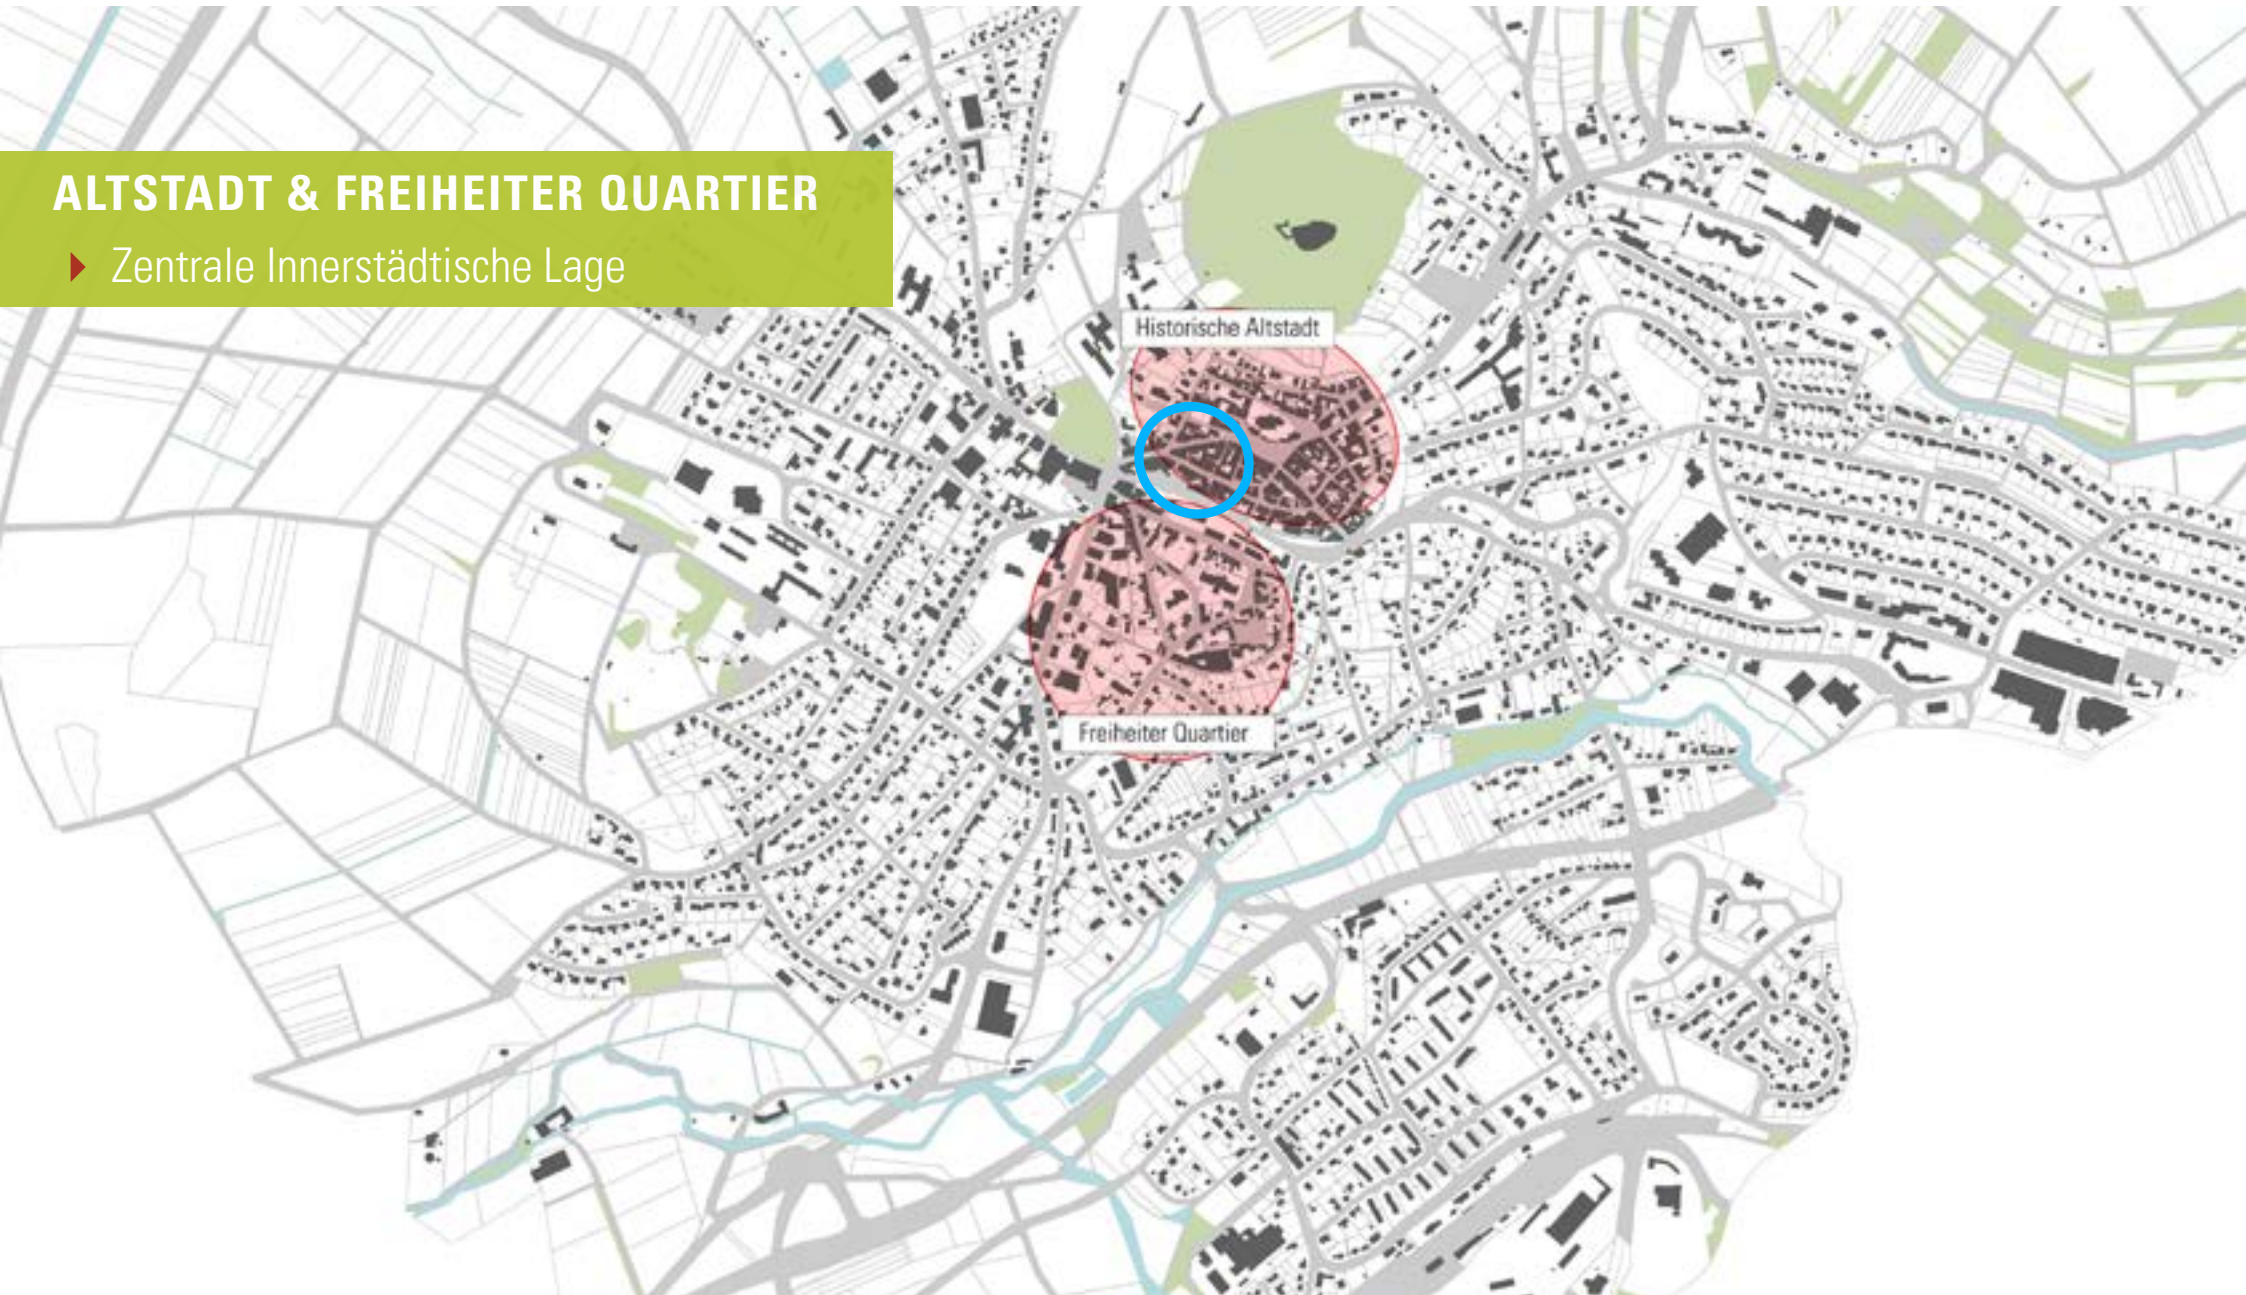 ALTSTADT & FREIHEITER QUARTIER
Zentrale Innerstädtische Lage
Historische Altstadt
Freiheiter Quartier